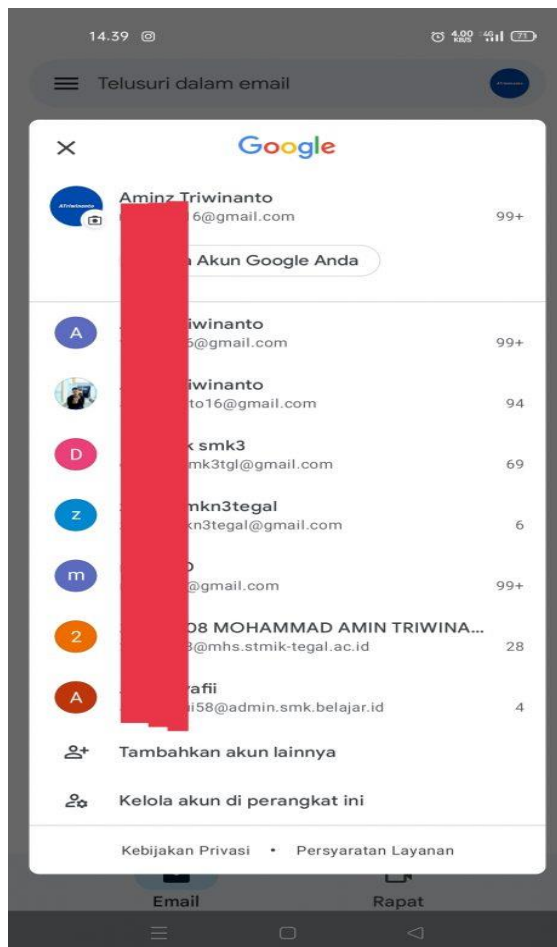 14.39
4.00 KB/S 4G 71
Telusuri dalam email
Google
Aminz Triwinanto
6@gmail.com 99+
Akun Google Anda
A iwinanto
6@gmail.com 99+
iwinanto
to16@gmail.com 94
D k smk3
mk3tgl@gmail.com 69
z mkn3tegal
kn3tegal@gmail.com 6
m
@gmail.com 99+
2 08 MOHAMMAD AMIN TRIWINA...
@mhs.stmik-tegal.ac.id 28
A afii
i58@admin.smk.belajar.id 4
Tambahkan akun lainnya
Kelola akun di perangkat ini
Kebijakan Privasi • Persyaratan Layanan
Email Rapat